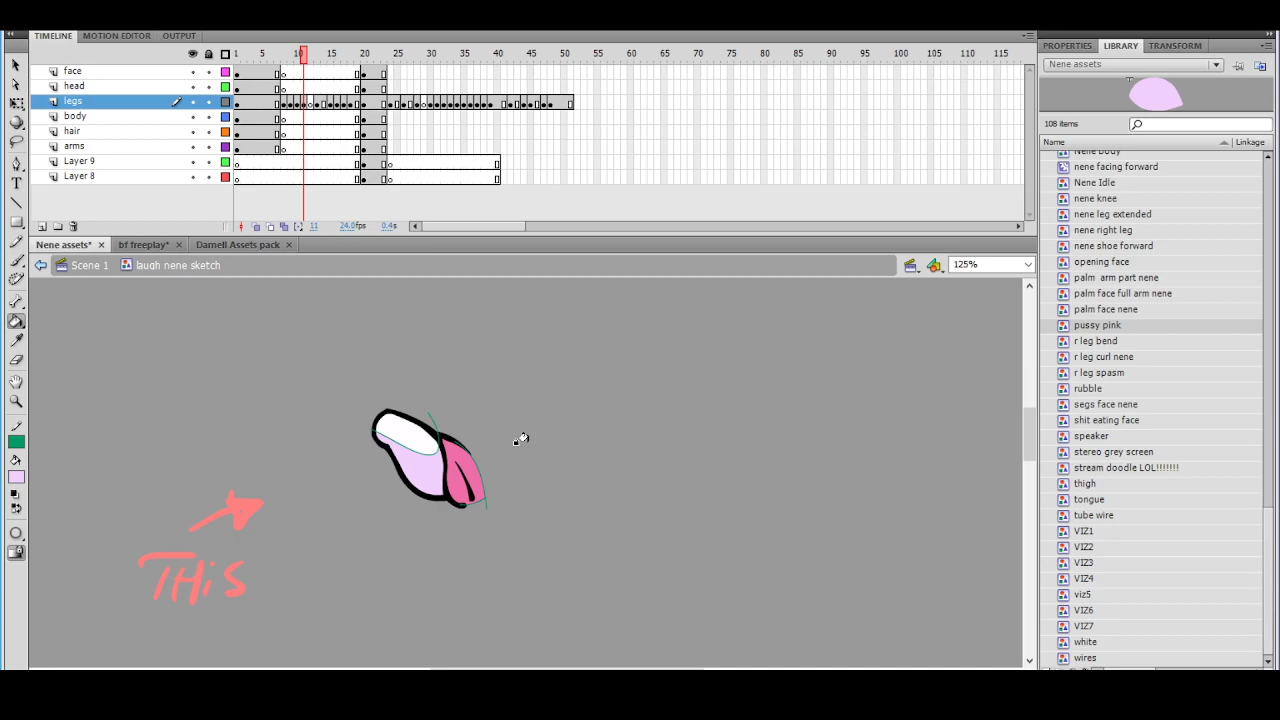 TIMELINE MOTION EDITOR OUTPUT
1 5 10 15 20 25 30 35 40 45 50 55 60 65 70 75 80 85 90 95 100 105 110 115
face
head
legs
body
hair
arms
Layer 9
Layer 8
11 24.0fps 0.4s
Nene assets* bf freeplay* Darnell Assets pack
Scene 1 laugh nene sketch 125%
THiS
PROPERTIES LIBRARY TRANSFORM
Nene assets
108 items
Name Linkage
Nene Body
nene facing forward
Nene Idle
nene knee
nene leg extended
nene right leg
nene shoe forward
opening face
palm arm part nene
palm face full arm nene
palm face nene
pussy pink
r leg bend
r leg curl nene
r leg spasm
rubble
segs face nene
shit eating face
speaker
stereo grey screen
stream doodle LOL!!!!!!!
thigh
tongue
tube wire
VIZ1
VIZ2
VIZ3
VIZ4
viz5
VIZ6
VIZ7
white
wires